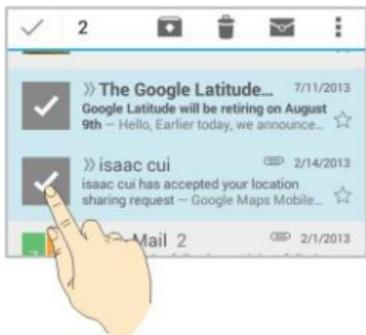 2
» The Google Latitude... 7/11/2013
Google Latitude will be retiring on August
9th – Hello, Earlier today, we announce...
» isaac cui 2/14/2013
isaac cui has accepted your location
sharing request – Google Maps Mobile...
Mail 2 2/1/2013